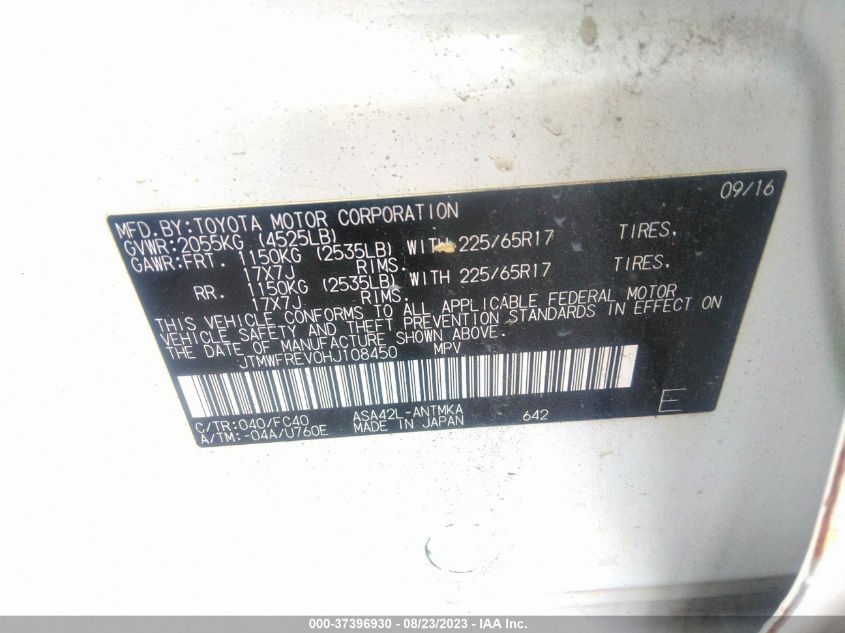 09/16
MFD. BY:TOYOTA MOTOR CORPORATION
GVWR:2055KG (4525LB)
GAWR:FRT. 1150KG (2535LB) WITH 225/65R17 TIRES.
17X7J RIMS.
RR. 1150KG (2535LB) WITH 225/65R17 TIRES.
17X7J RIMS.
THIS VEHICLE CONFORMS TO ALL APPLICABLE FEDERAL MOTOR
VEHICLE SAFETY AND THEFT PREVENTION STANDARDS IN EFFECT ON
THE DATE OF MANUFACTURE SHOWN ABOVE.
JTMWFREV0HJ108450 MPV
C/TR:040/FC40 ASA42L-ANTMKA 642 E
A/TM:-04A/U760E MADE IN JAPAN
000-37396930 - 08/23/2023 - IAA Inc.